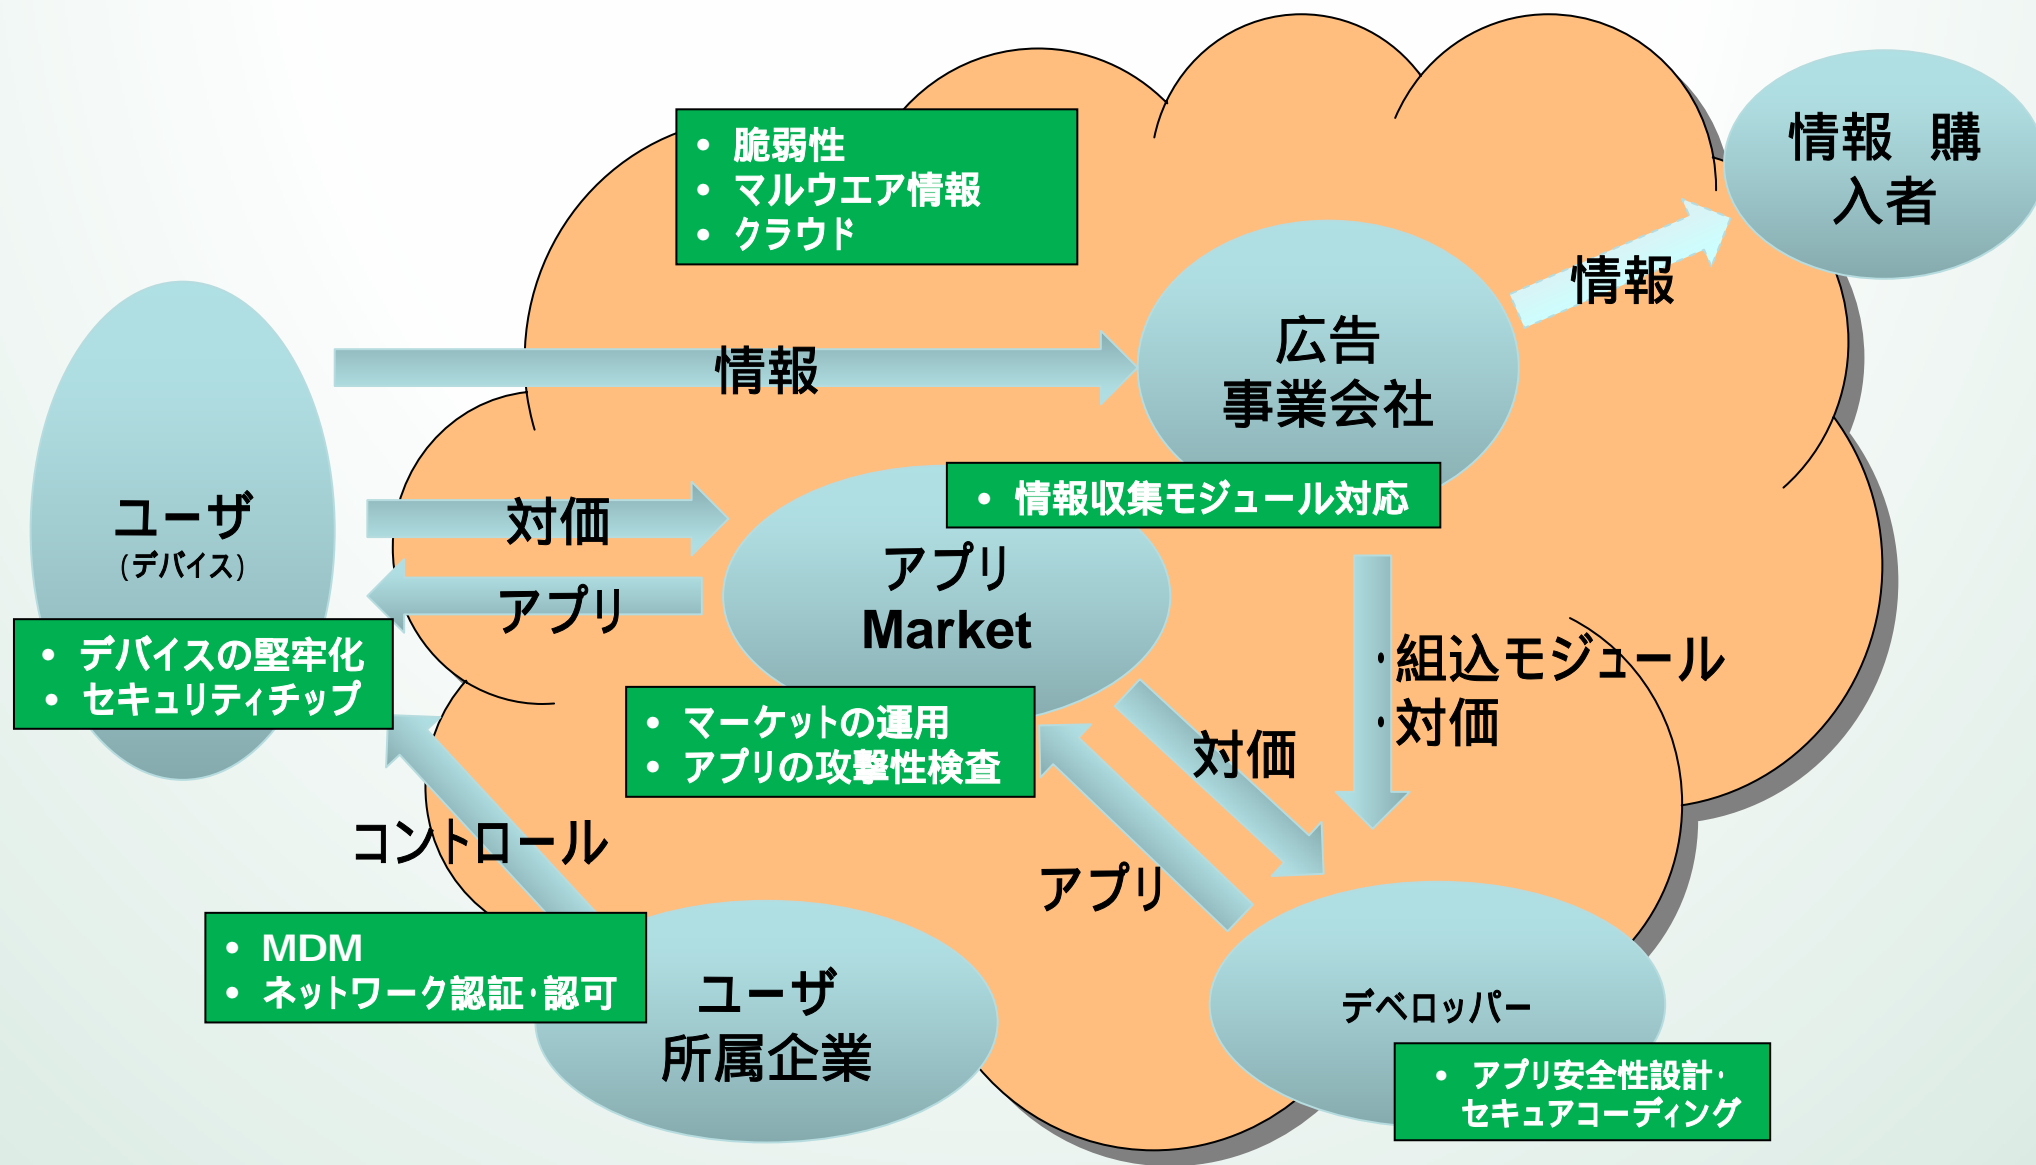 • 脆弱性
• マルウエア情報
• クラウド
情報 購
入者
情報
広告
事業会社
情報
• 情報収集モジュール対応
ユーザ
（デバイス）
対価
アプリ
アプリ
Market
• デバイスの堅牢化
• セキュリティチップ
・組込モジュール
・対価
• マーケットの運用
• アプリの攻撃性検査
対価
コントロール
アプリ
• MDM
• ネットワーク認証・認可
ユーザ
所属企業
デベロッパー
• アプリ安全性設計・
セキュアコーディング